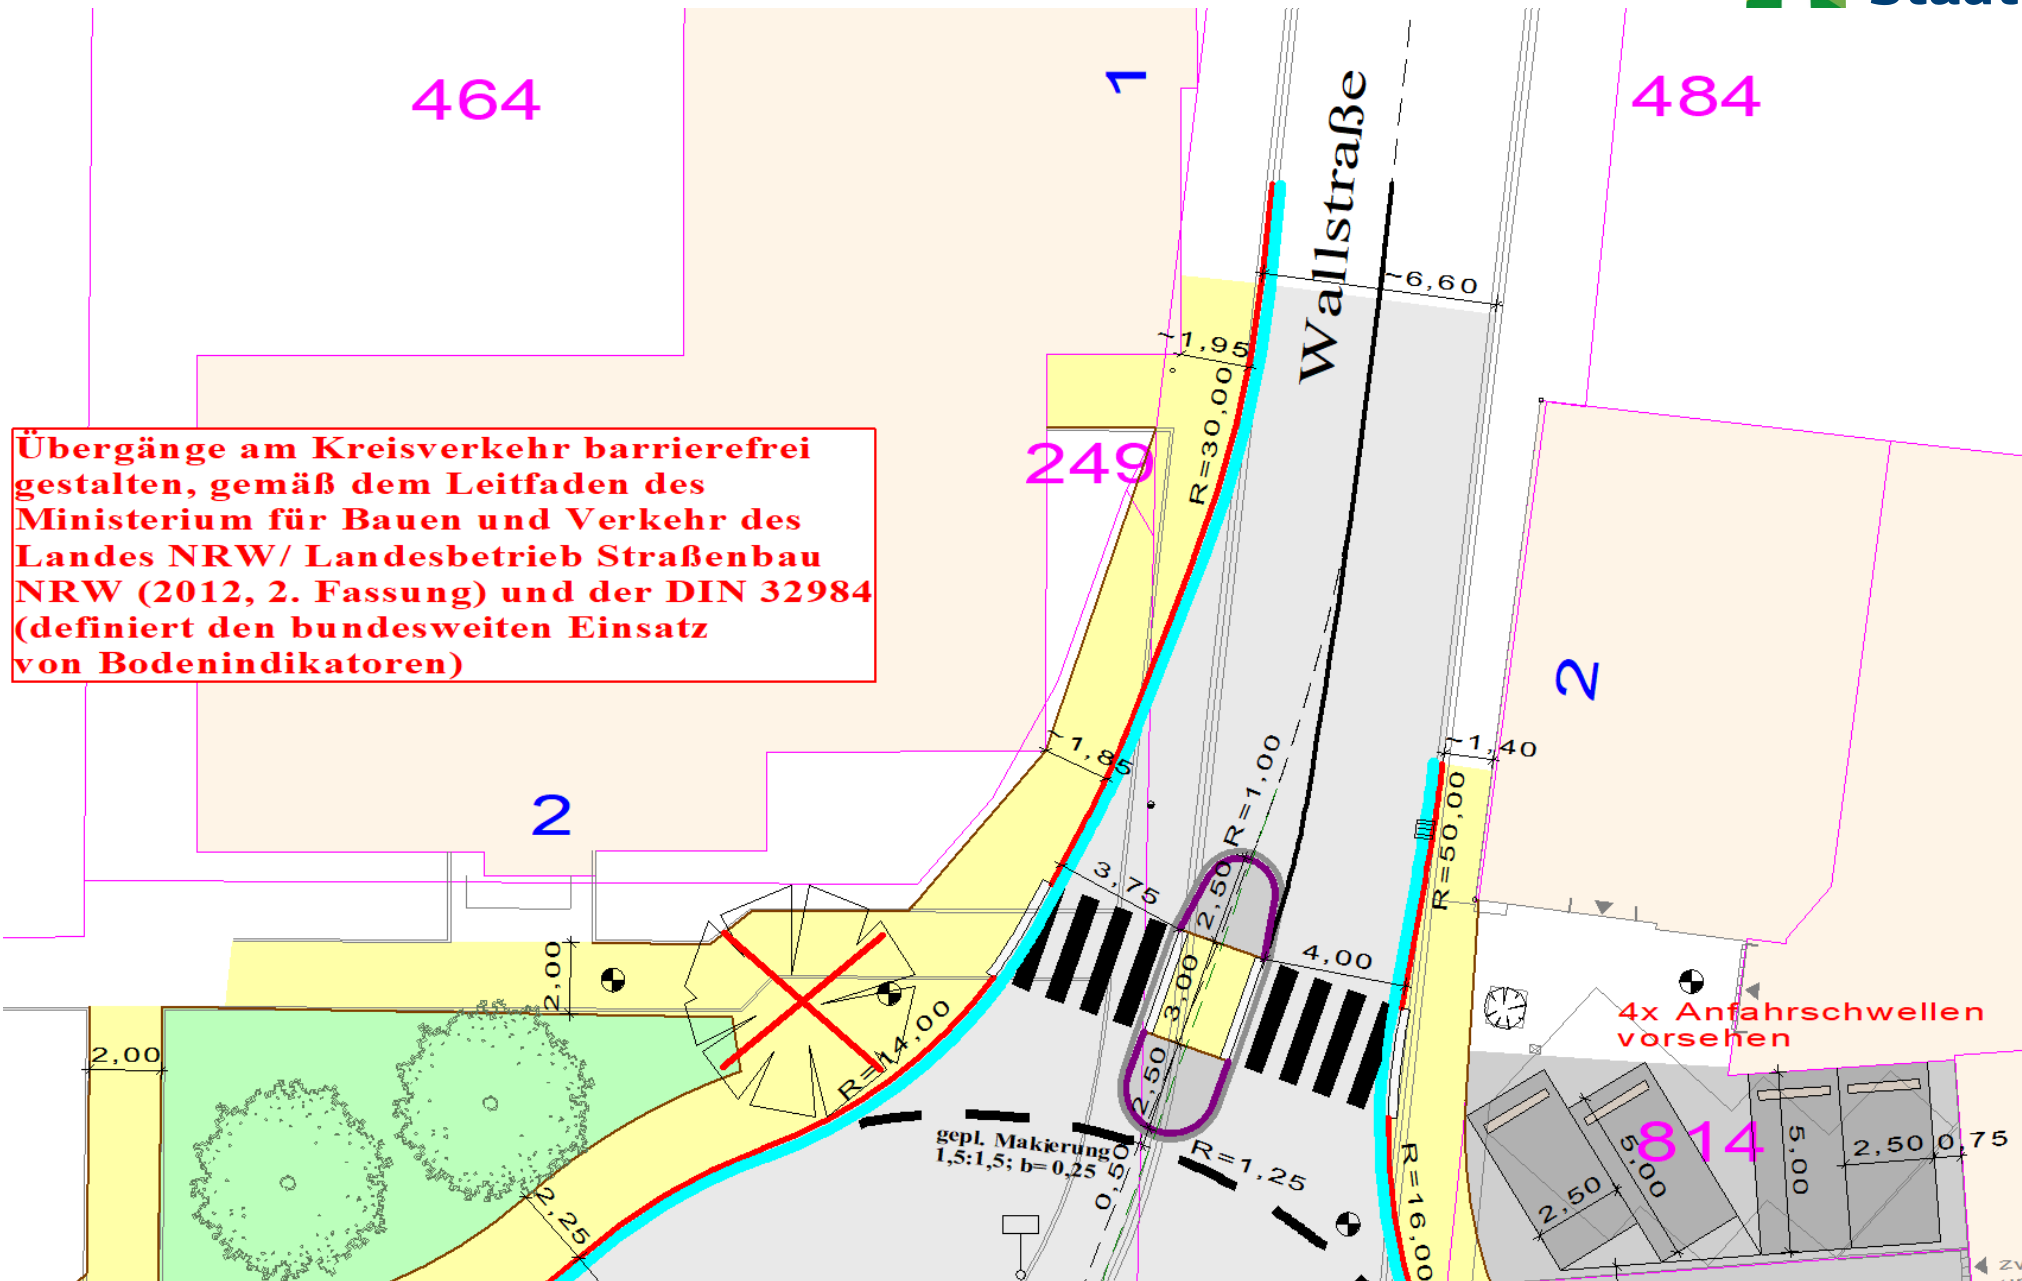 Stadt
464
1
484
Wallstraße
~6,60
~1,95
R=30,00
249
Übergänge am Kreisverkehr barrierefrei
gestalten, gemäß dem Leitfaden des
Ministerium für Bauen und Verkehr des
Landes NRW/ Landesbetrieb Straßenbau
NRW (2012, 2. Fassung) und der DIN 32984
(definiert den bundesweiten Einsatz
von Bodenindikatoren)
2
~1,85
~1,40
R=1,00
R=50,00
2
3,75
2,50
4,00
2,00
3,00
R=14,00
4x Anfahrschwellen
vorsehen
2,00
2,50
gepl. Makierung
1,5:1,5; b=0,25
0,50
R=1,25
R=16,00
814
5,00
5,00
2,50
0,75
2,50
2,25